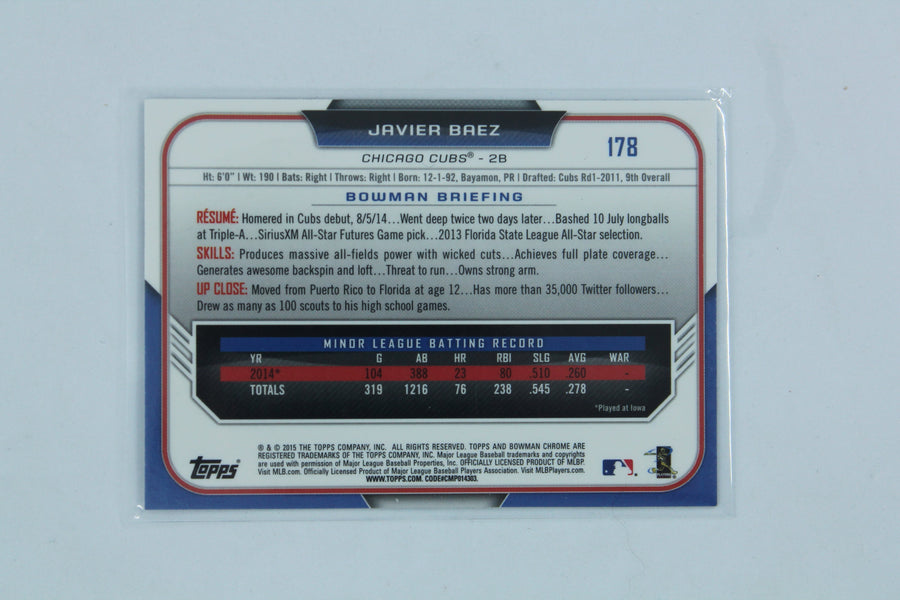 JAVIER BAEZ
178
CHICAGO CUBS® - 2B
Ht: 6'0" | Wt: 190 | Bats: Right | Throws: Right | Born: 12-1-92, Bayamon, PR | Drafted: Cubs Rd1-2011, 9th Overall
BOWMAN BRIEFING
RÉSUMÉ: Homered in Cubs debut, 8/5/14...Went deep twice two days later...Bashed 10 July longballs
at Triple-A...SiriusXM All-Star Futures Game pick...2013 Florida State League All-Star selection.
SKILLS: Produces massive all-fields power with wicked cuts...Achieves full plate coverage...
Generates awesome backspin and loft...Threat to run...Owns strong arm.
UP CLOSE: Moved from Puerto Rico to Florida at age 12...Has more than 35,000 Twitter followers...
Drew as many as 100 scouts to his high school games.
MINOR LEAGUE BATTING RECORD
YR G AB HR RBI SLG AVG WAR
2014* 104 388 23 80 .510 .260 -
TOTALS 319 1216 76 238 .545 .278 -
*Played at Iowa
® & © 2015 THE TOPPS COMPANY, INC. ALL RIGHTS RESERVED. TOPPS AND BOWMAN CHROME ARE
REGISTERED TRADEMARKS OF THE TOPPS COMPANY, INC. Major League Baseball trademarks and copyrights
are used with permission of Major League Baseball Properties, Inc. OFFICIALLY LICENSED PRODUCT OF MLBP.
Visit MLB.com. Officially Licensed Product of Major League Baseball Players Association. Visit MLBPlayers.com.
WWW.TOPPS.COM. CODE#CMP014303.
TOPPS®